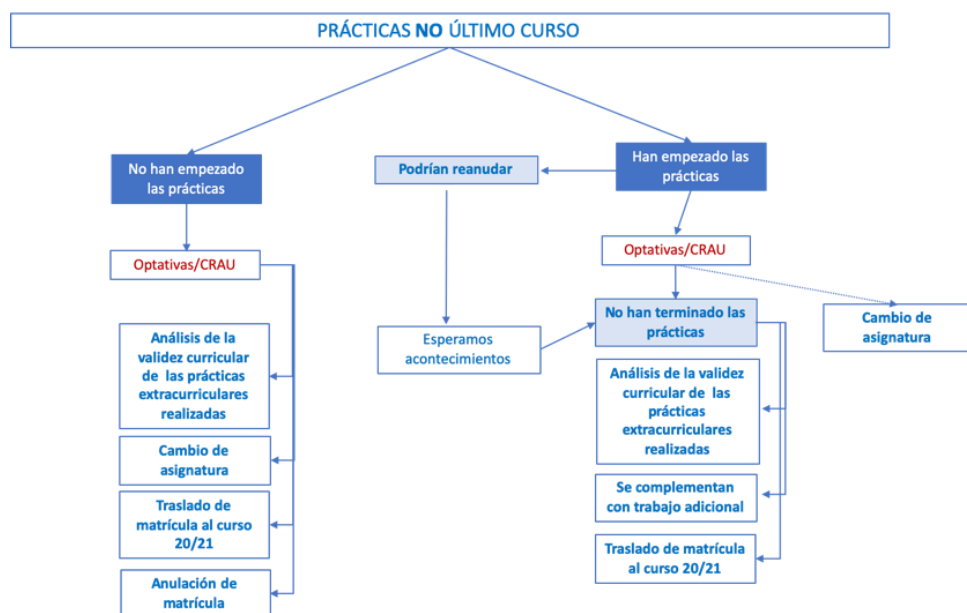 PRÁCTICAS NO ÚLTIMO CURSO
No han empezado
las prácticas
Podrían reanudar
Han empezado las
prácticas
Optativas/CRAU
Optativas/CRAU
Análisis de la
validez curricular
de las prácticas
extracurriculares
realizadas
Cambio de
asignatura
Traslado de
matrícula al curso
20/21
Anulación de
matrícula
Esperamos
acontecimientos
No han terminado las
prácticas
Cambio de
asignatura
Análisis de la validez
curricular de las
prácticas
extracurriculares
realizadas
Se complementan
con trabajo adicional
Traslado de matrícula
al curso 20/21